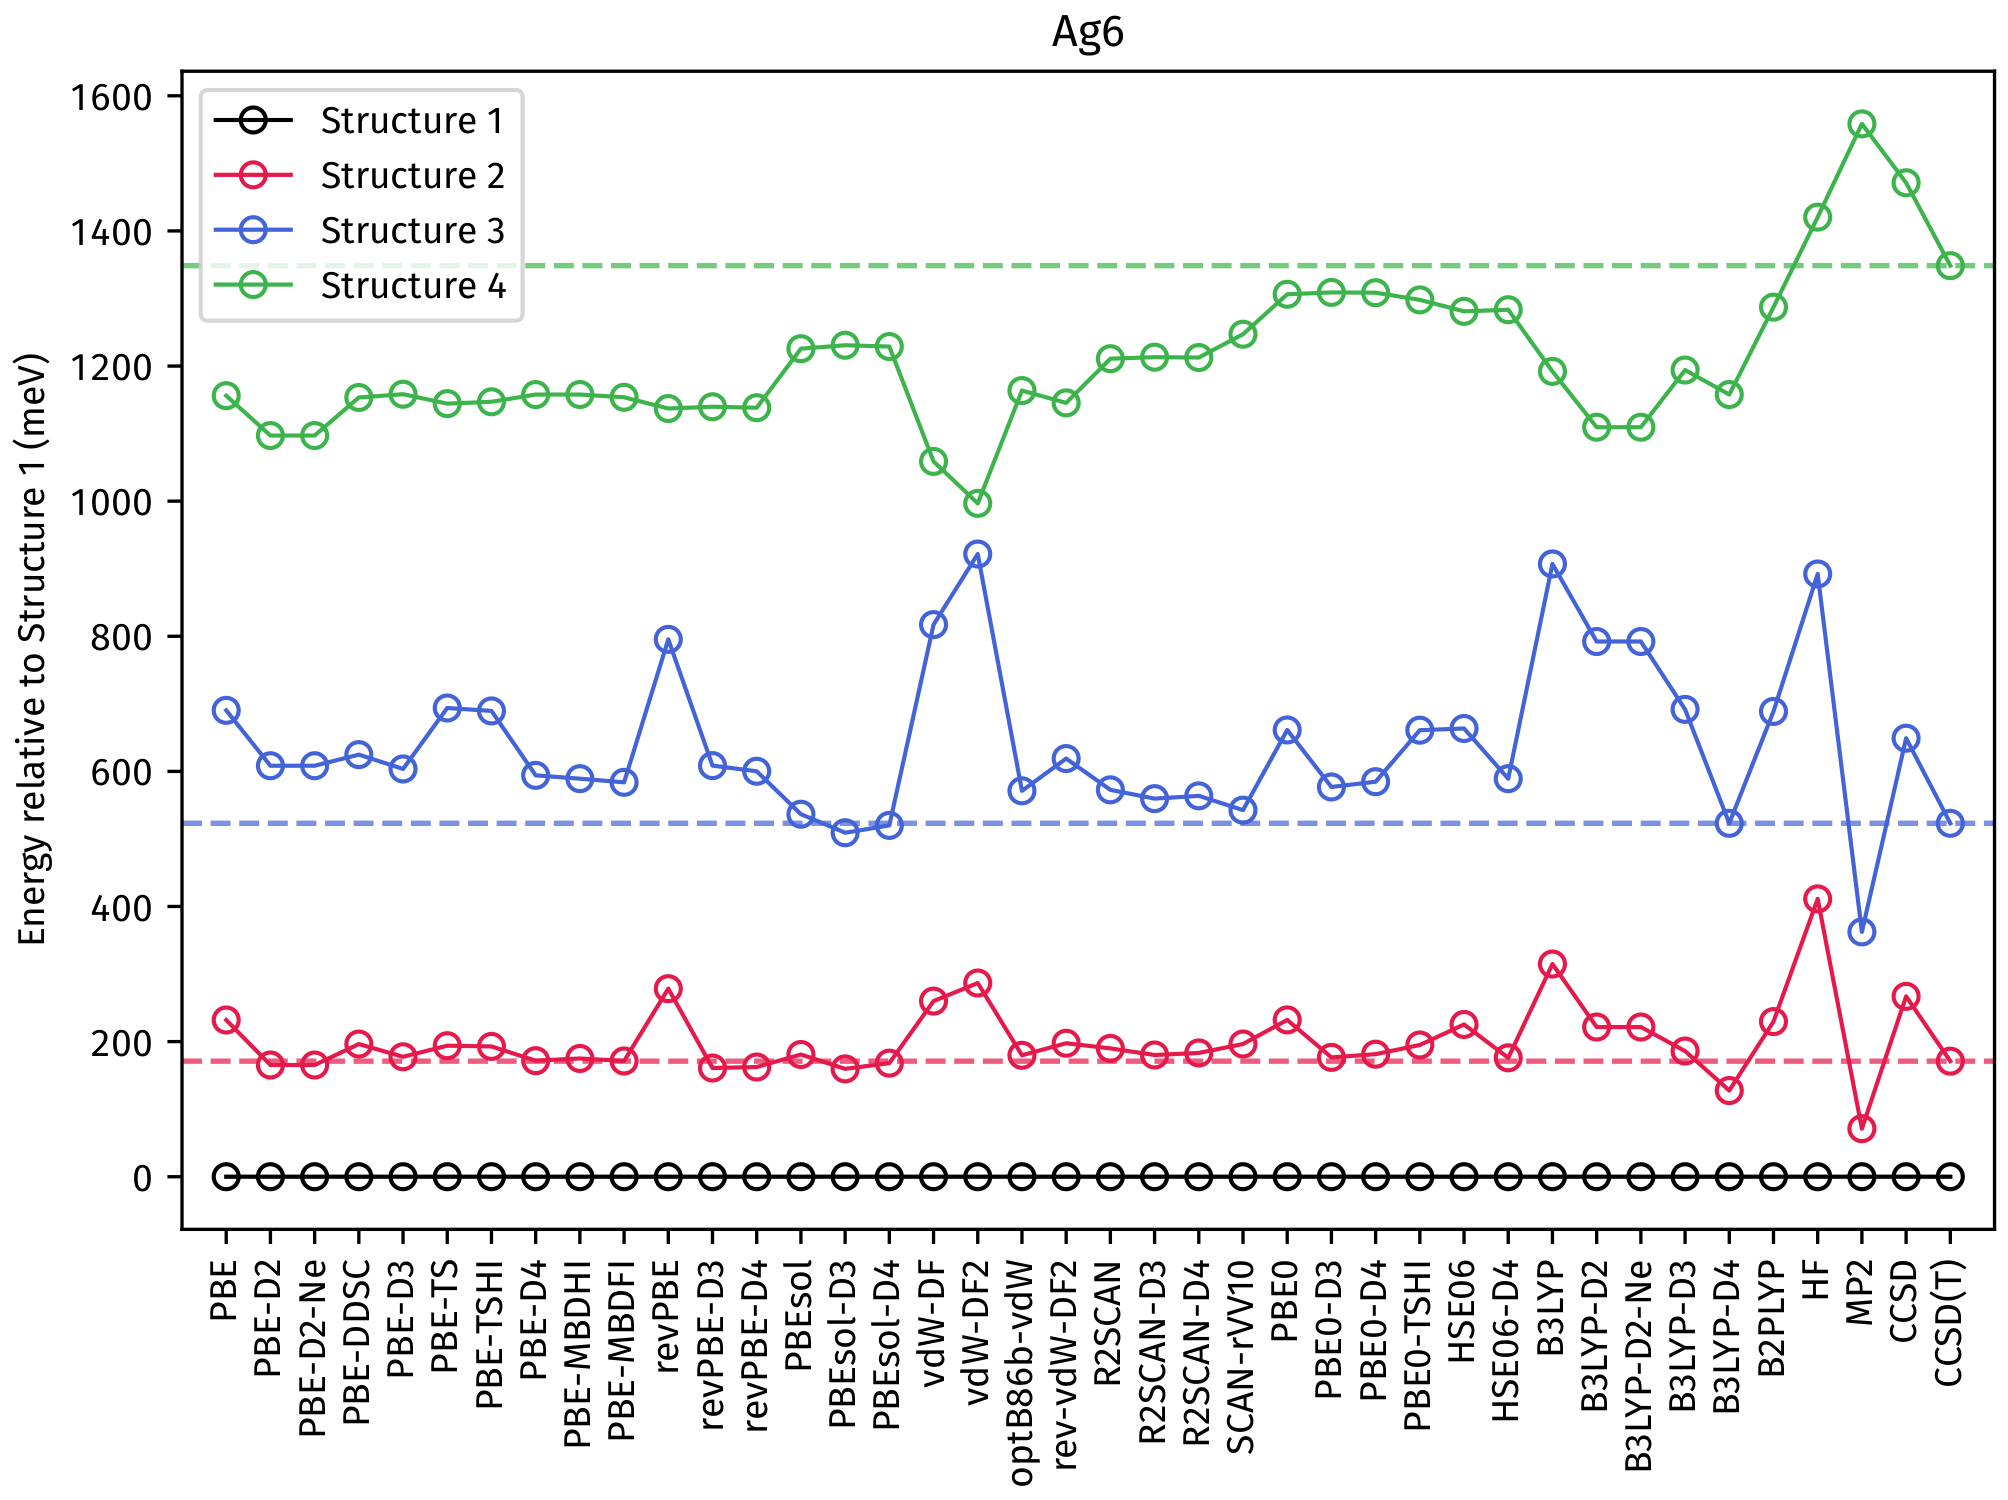 Ag6
Energy relative to Structure 1 (meV)
1600
1400
1200
1000
800
600
400
200
0
Structure 1
Structure 2
Structure 3
Structure 4
PBE
PBE-D2
PBE-D2-Ne
PBE-DDSC
PBE-D3
PBE-TS
PBE-TSHI
PBE-D4
PBE-MBDHI
PBE-MBDFI
revPBE
revPBE-D3
revPBE-D4
PBEsol
PBEsol-D3
PBEsol-D4
vdW-DF
vdW-DF2
optB86b-vdW
rev-vdW-DF2
R2SCAN
R2SCAN-D3
R2SCAN-D4
SCAN-rVV10
PBE0
PBE0-D3
PBE0-D4
PBE0-TSHI
HSE06
HSE06-D4
B3LYP
B3LYP-D2
B3LYP-D2-Ne
B3LYP-D3
B3LYP-D4
B2PLYP
HF
MP2
CCSD
CCSD(T)